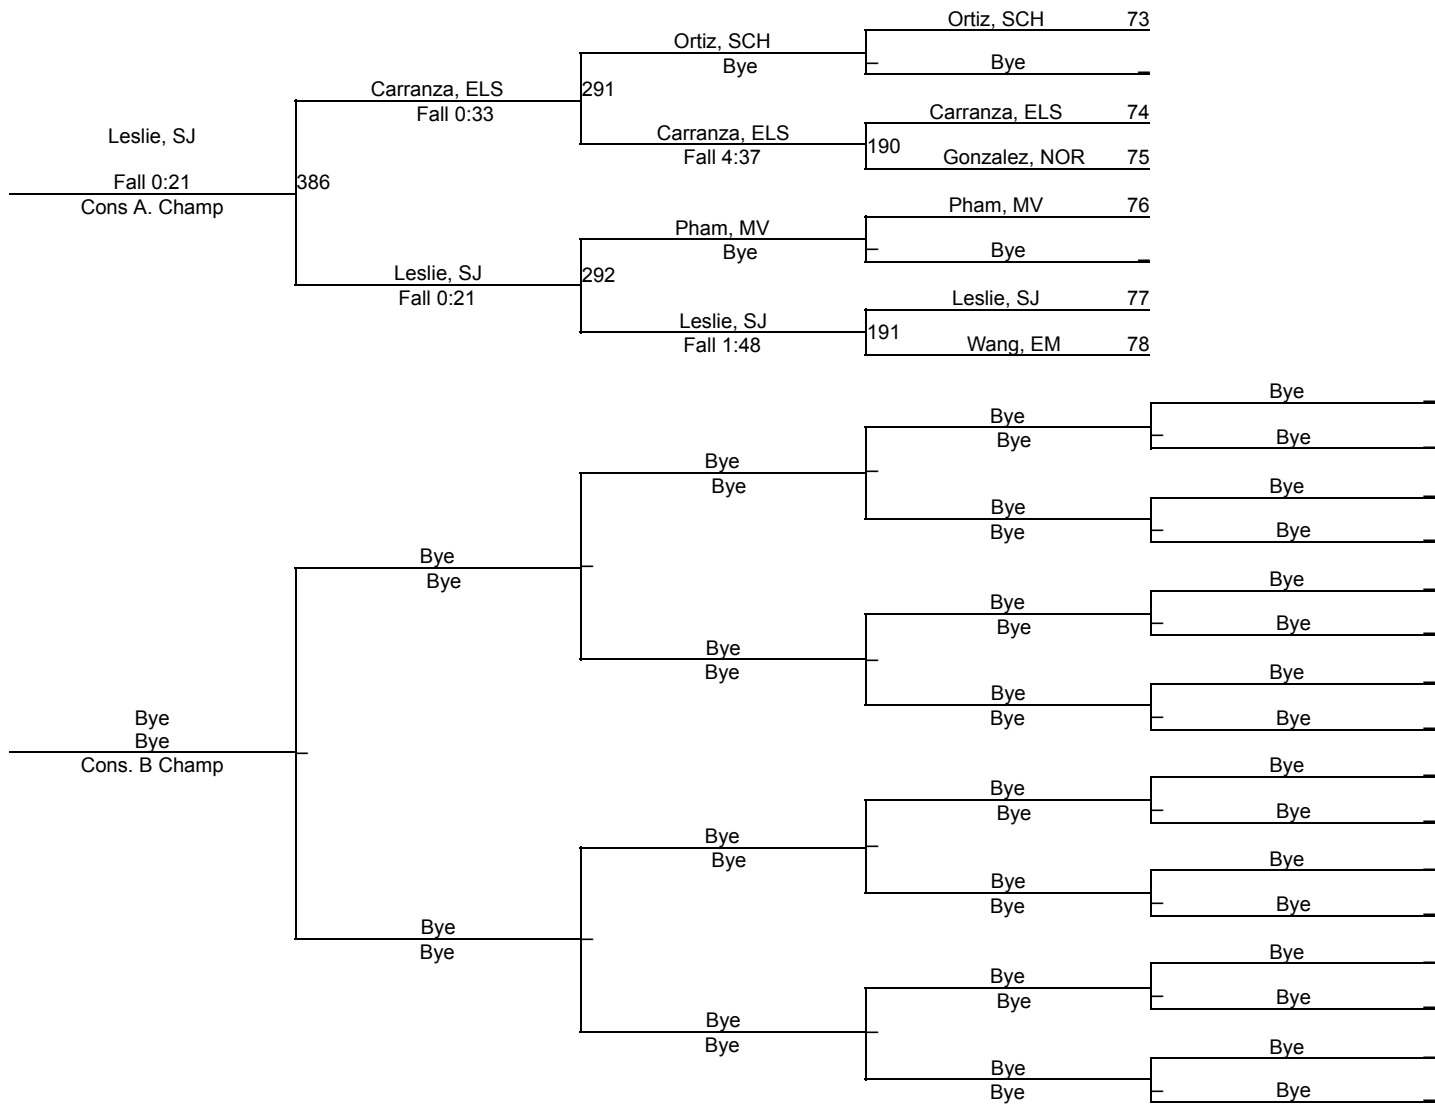 Ortiz, SCH 73
Ortiz, SCH
Bye
Bye _
_
Carranza, ELS
Fall 0:33
291
Carranza, ELS 74
Carranza, ELS
Fall 4:37
190
Gonzalez, NOR 75
Leslie, SJ
Fall 0:21
Cons A. Champ
386
Pham, MV 76
Pham, MV
Bye
Bye _
_
Leslie, SJ
Fall 0:21
292
Leslie, SJ 77
Leslie, SJ
Fall 1:48
191
Wang, EM 78
Bye _
Bye
Bye
_ Bye _
Bye
Bye
_
Bye _
Bye
Bye
_ Bye _
Bye
Bye
_
Bye _
Bye
Bye
_ Bye _
Bye
Bye
_
Bye _
Bye
Bye
_ Bye _
Bye
Bye
Cons. B Champ
_
Bye _
Bye
Bye
_ Bye _
Bye
Bye
_
Bye _
Bye
Bye
_ Bye _
Bye
Bye
_
Bye _
Bye
Bye
_ Bye _
Bye
Bye
_
Bye _
Bye
Bye
_ Bye _